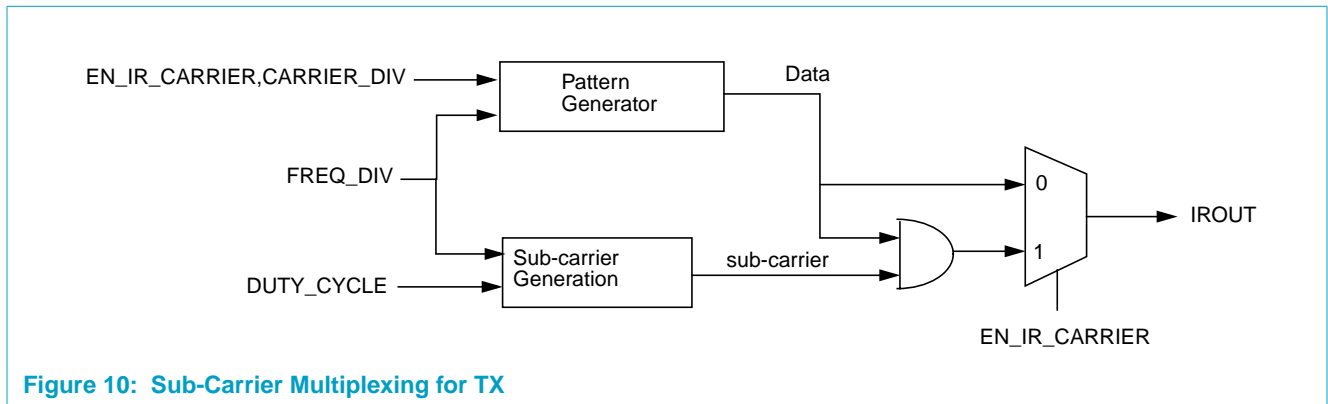 EN_IR_CARRIER,CARRIER_DIV
Pattern
Generator
Data
FREQ_DIV
0
IROUT
Sub-carrier
Generation
sub-carrier
1
DUTY_CYCLE
EN_IR_CARRIER
Figure 10: Sub-Carrier Multiplexing for TX